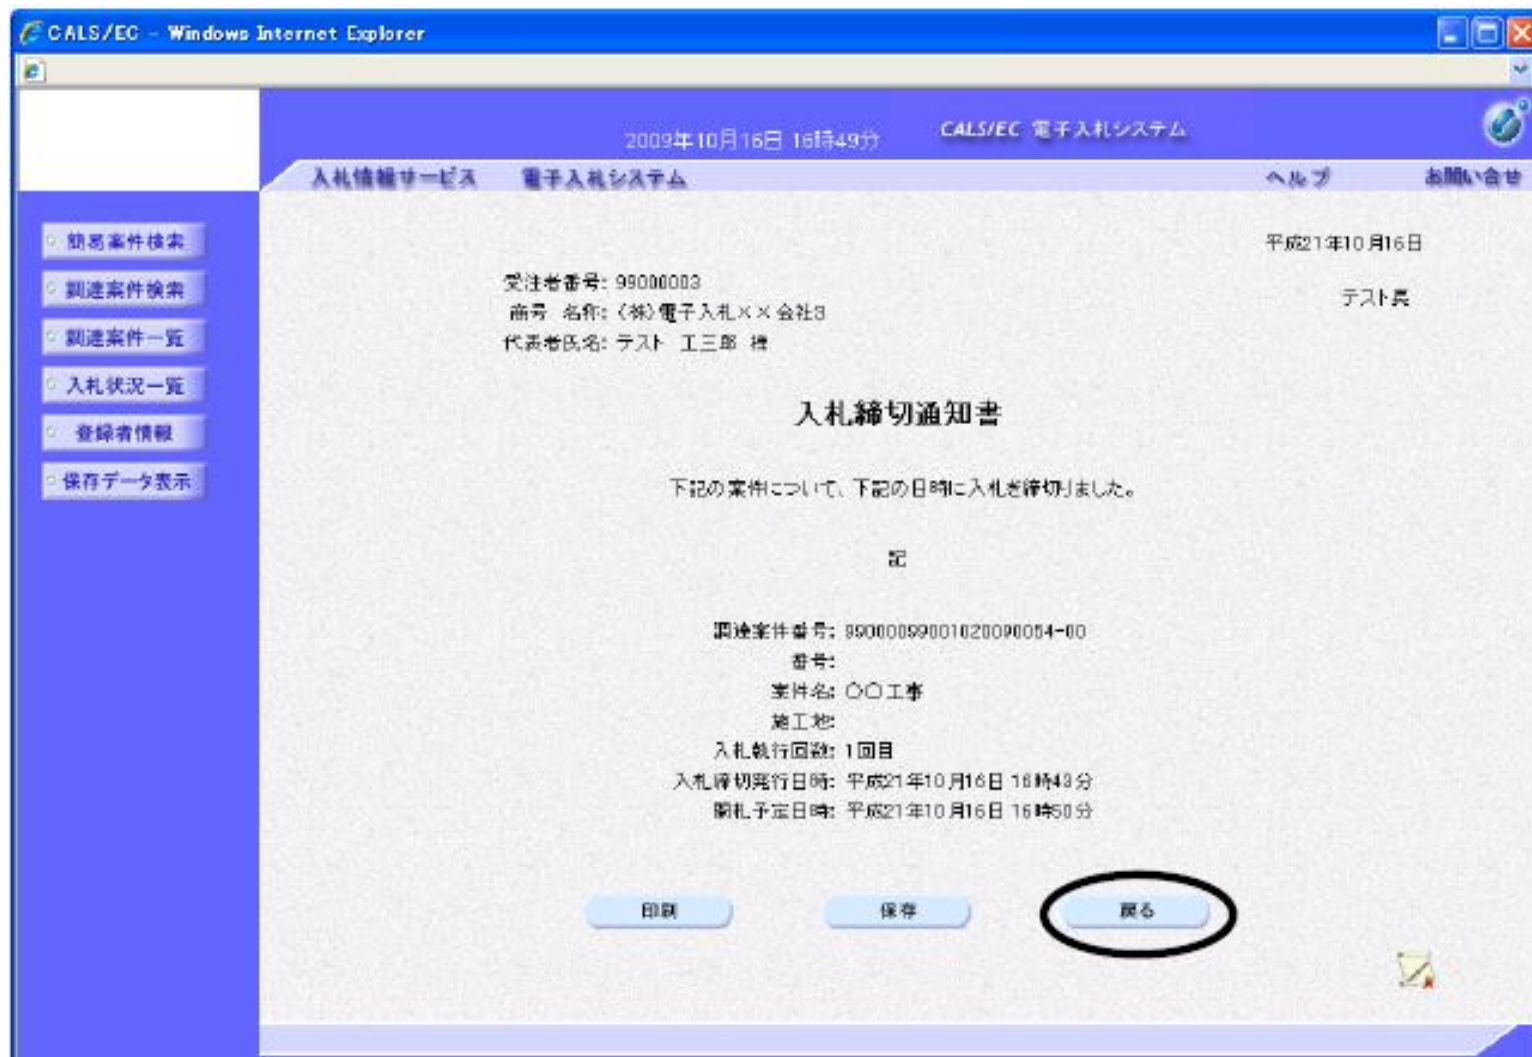 CALS/EC - Windows Internet Explorer
2009年10月16日 16時49分
CALS/EC 電子入札システム
入札情報サービス 電子入札システム ヘルプ お問い合せ
簡易案件検索
調達案件検索
調達案件一覧
入札状況一覧
登録者情報
保存データ表示
平成21年10月16日
テスト長
受注者番号: 99000003
商号 名称: (株)電子入札××会社3
代表者氏名: テスト 工三郎 様
入札締切通知書
下記の案件について、下記の日時に入札を締切りました。
記
調達案件番号: 99000099001020090054-00
番号:
案件名: 〇〇工事
施工地:
入札執行回数: 1回目
入札締切発行日時: 平成21年10月16日 16時43分
開札予定日時: 平成21年10月16日 16時50分
印刷 保存 戻る